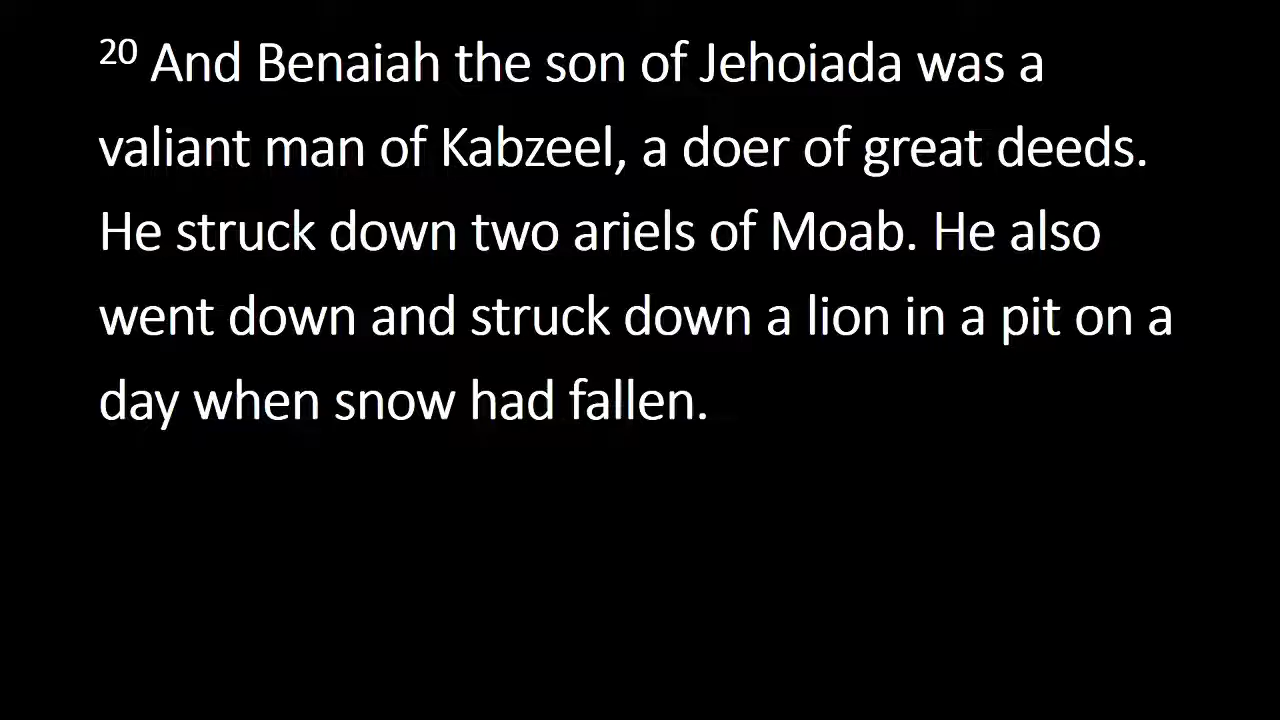 20 And Benaiah the son of Jehoiada was a
valiant man of Kabzeel, a doer of great deeds.
He struck down two ariels of Moab. He also
went down and struck down a lion in a pit on a
day when snow had fallen.